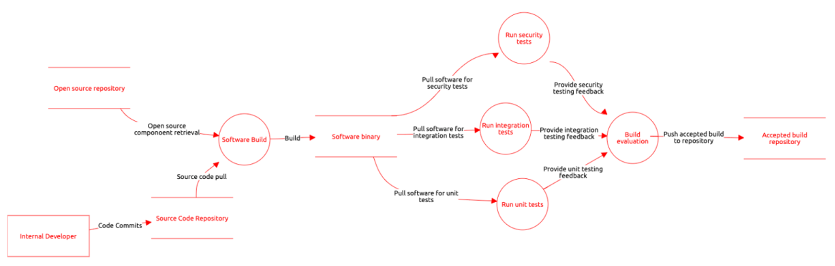 Run security
tests
Pull software for
security tests
Provide security
testing feedback
Open source repository
Open source
compoenent retrieval
Software Build
Build
Software binary
Pull software for
integration tests
Run integration
tests
Provide integration
testing feedback
Build
evaluation
Push accepted build
to repository
Accepted build
repository
Source code pull
Pull software for unit
tests
Provide unit testing
feedback
Run unit tests
Internal Developer
Code Commits
Source Code Repository